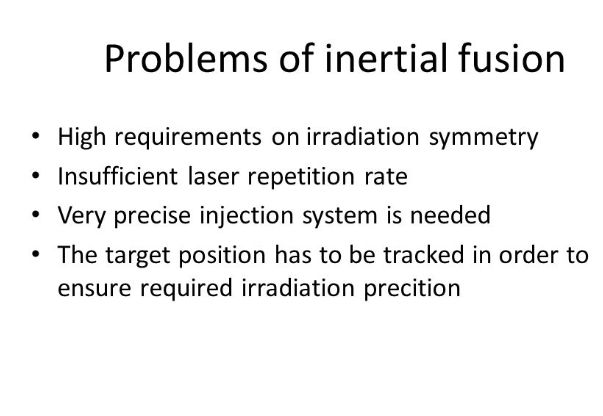 Problems of inertial fusion
• High requirements on irradiation symmetry
• Insufficient laser repetition rate
• Very precise injection system is needed
• The target position has to be tracked in order to
ensure required irradiation precition